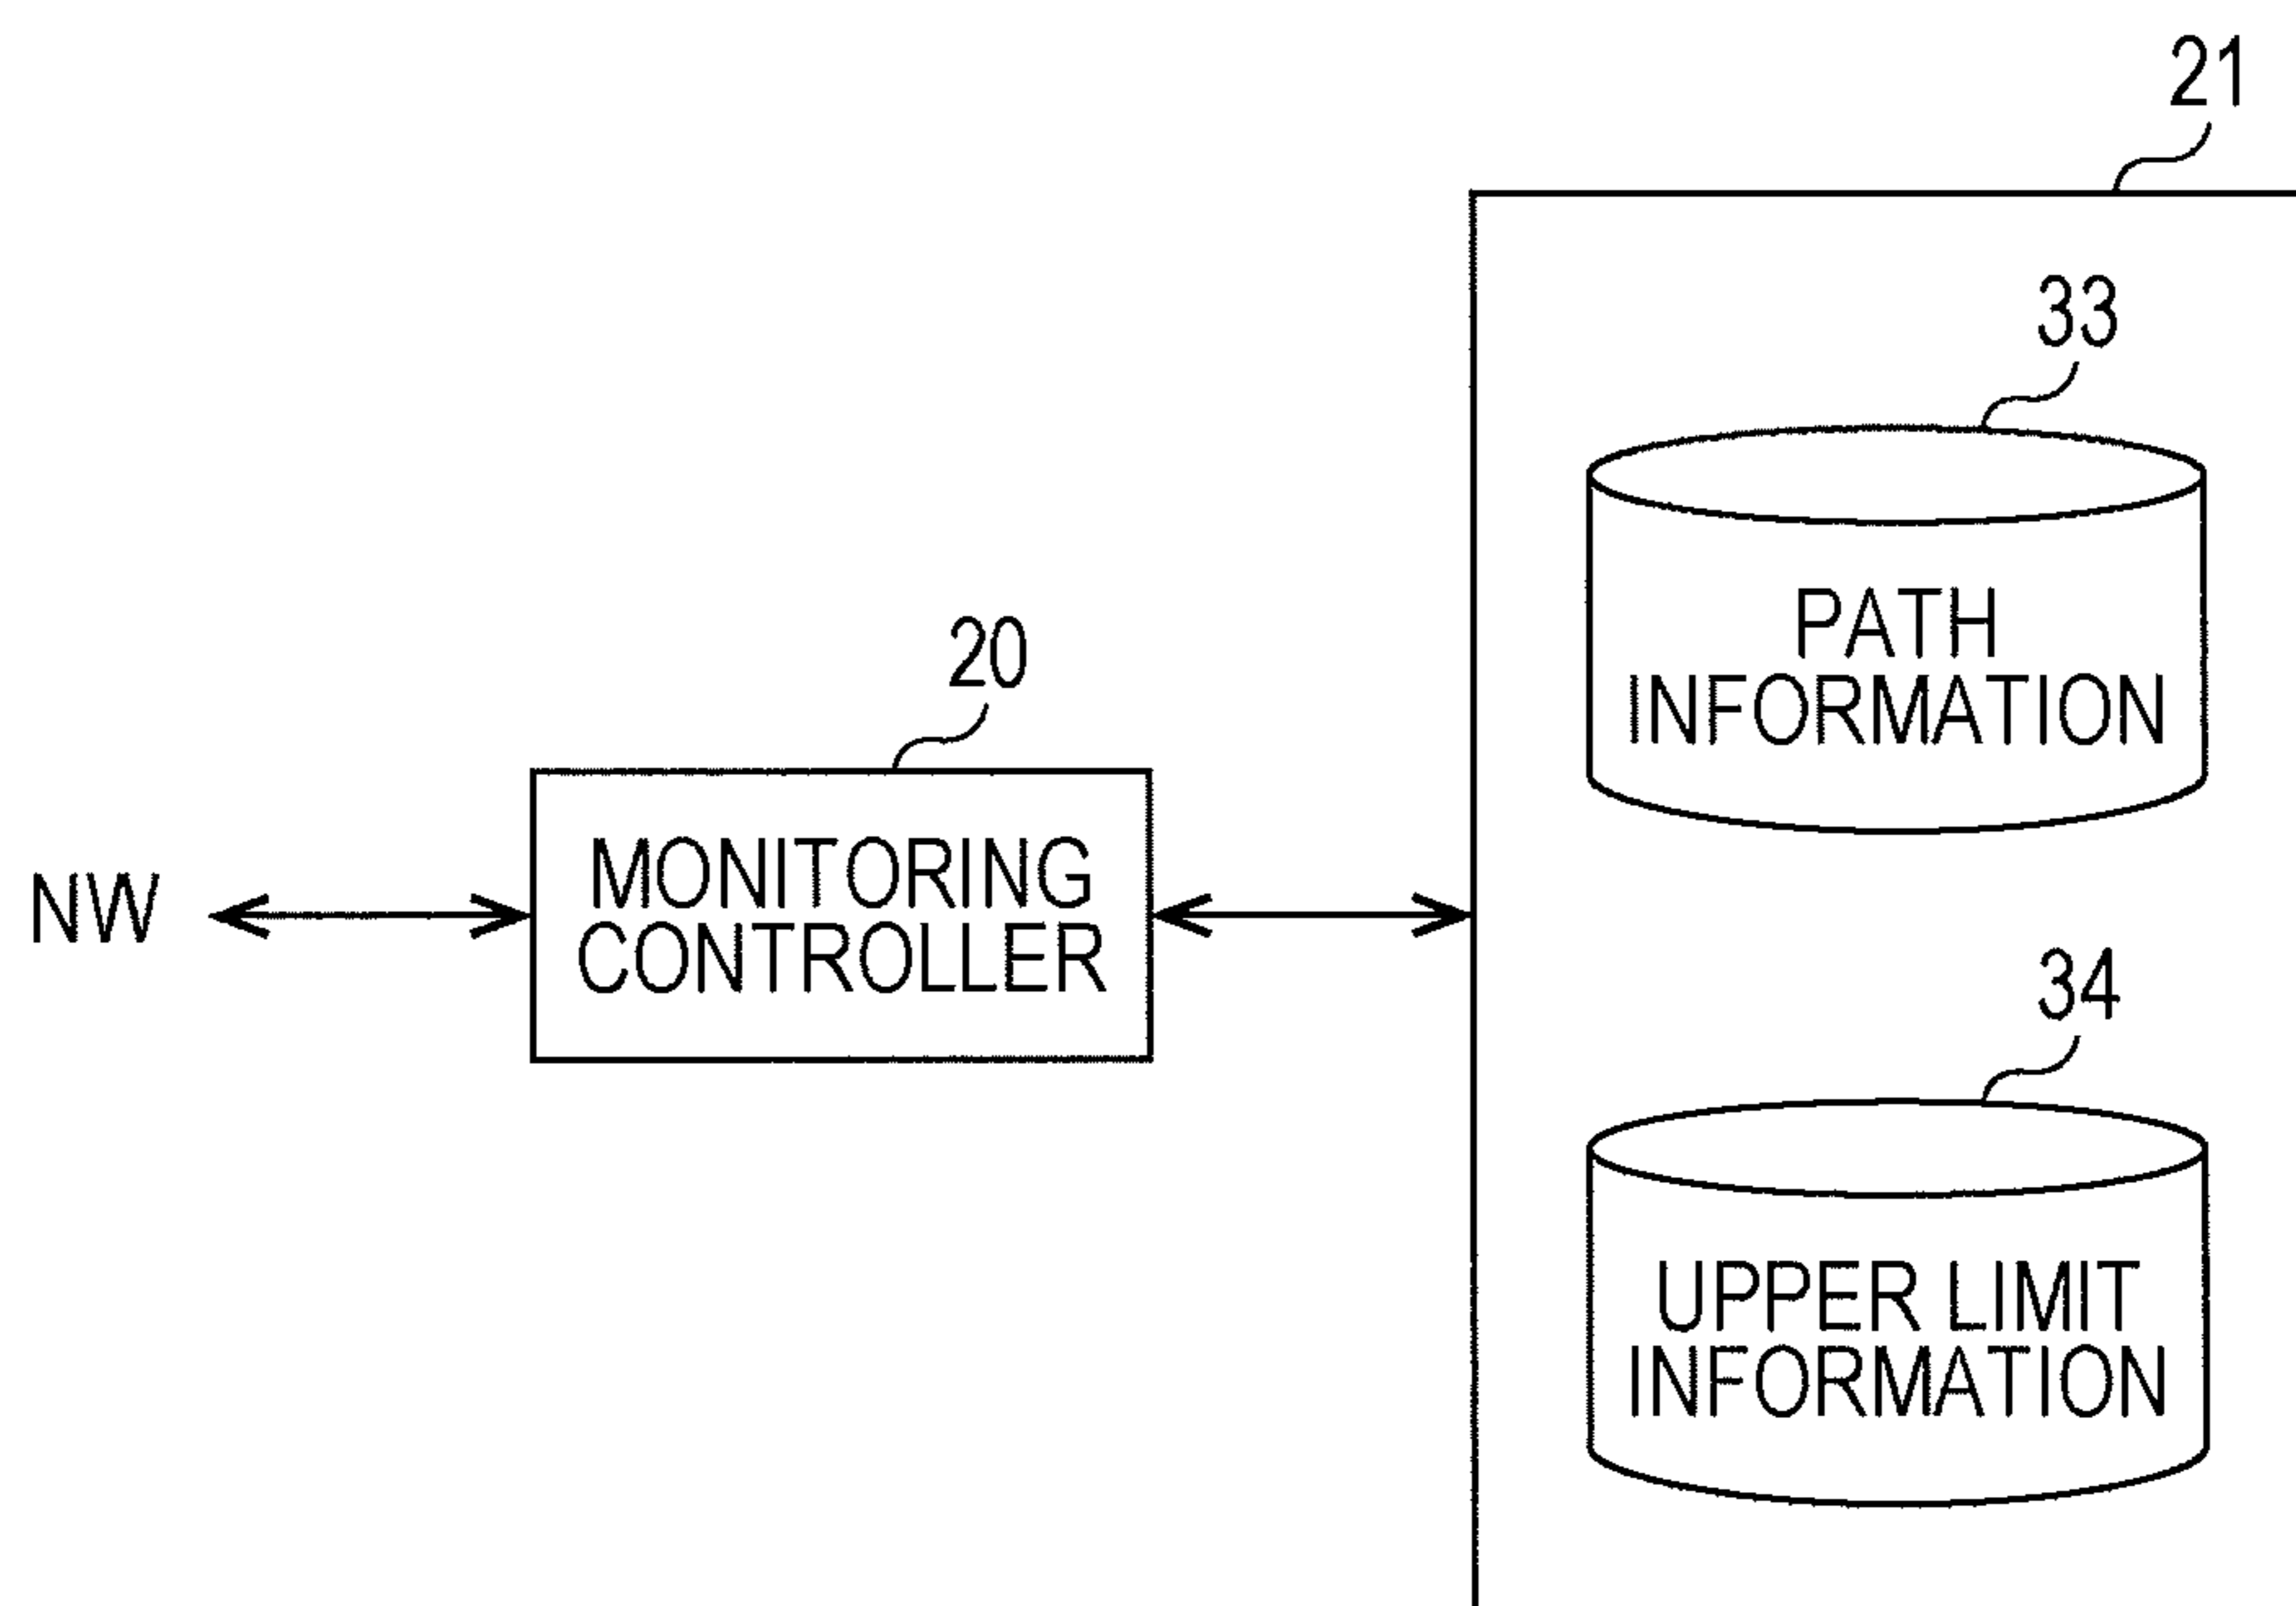 21
33
PATH
INFORMATION
20
MONITORING
CONTROLLER
NW
34
UPPER LIMIT
INFORMATION